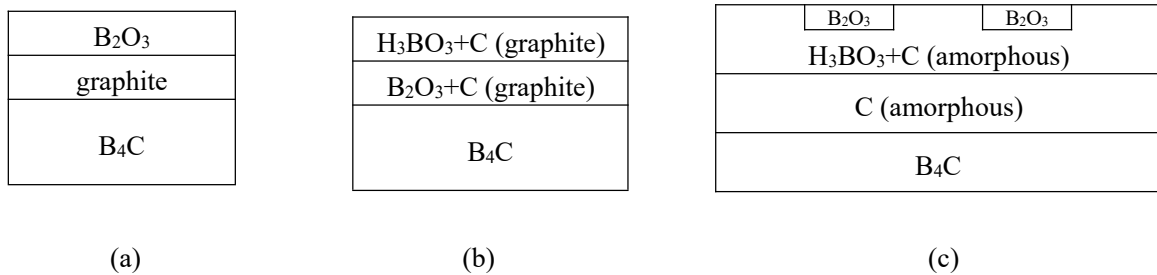 B₂O₃
graphite
B₄C
(a)
H₃BO₃+C (graphite)
B₂O₃+C (graphite)
B₄C
(b)
B₂O₃ B₂O₃
H₃BO₃+C (amorphous)
C (amorphous)
B₄C
(c)